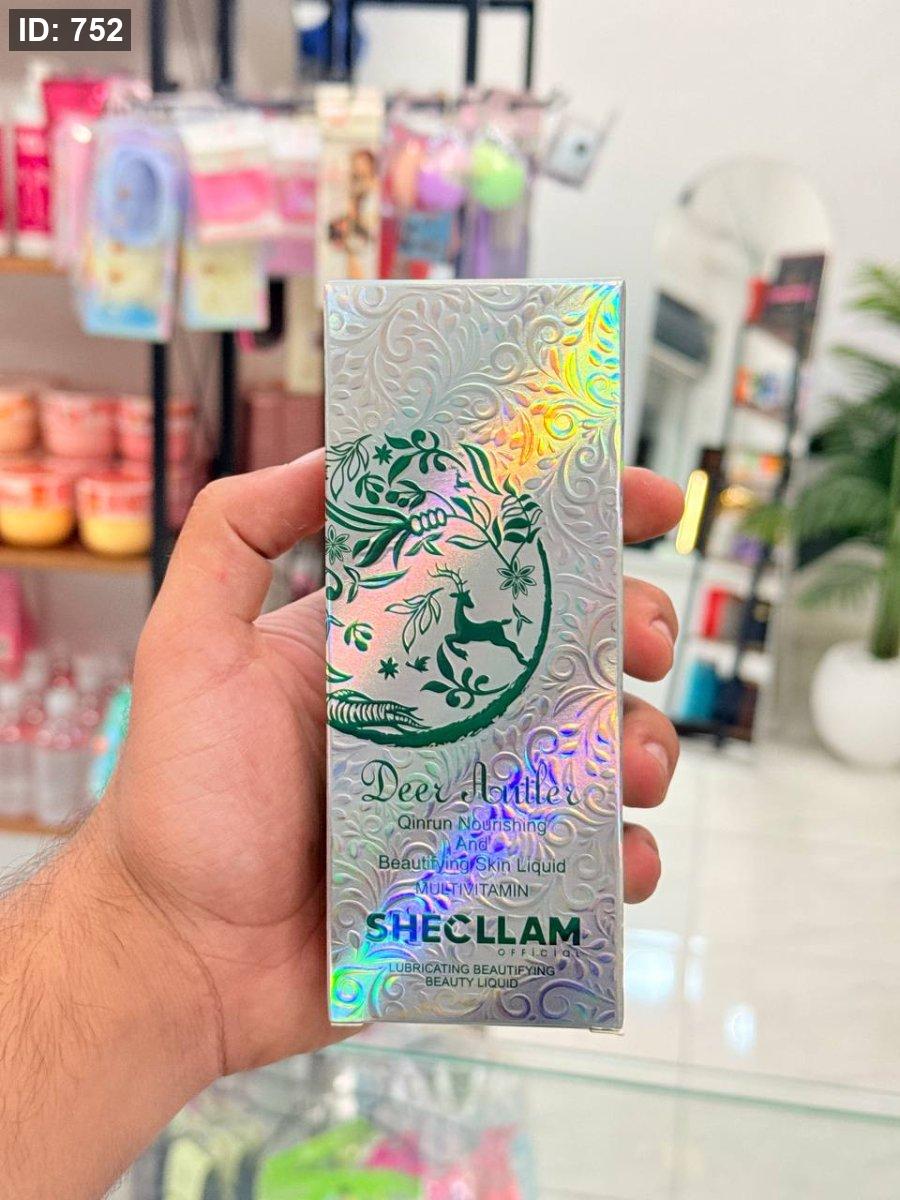 ID: 752
Deer Antler
Qinrun Nourishing
And
Beautifying Skin Liquid
MULTIVITAMIN
SHECLLAM
OFFICIAL
LUBRICATING BEAUTIFYING
BEAUTY LIQUID